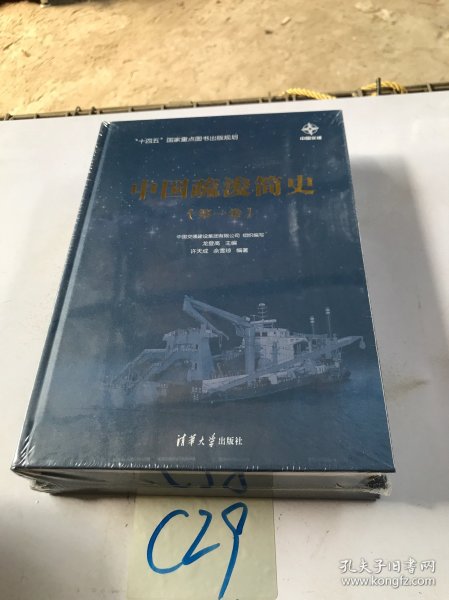 “十四五”国家重点图书出版规划
中国交建
中国疏浚简史
【第一卷】
中国交通建设集团有限公司 组织编写
龙登高 主编
许天成 余雪琼 编著
清华大学出版社
C29
孔夫子旧书网
www.kongfz.com